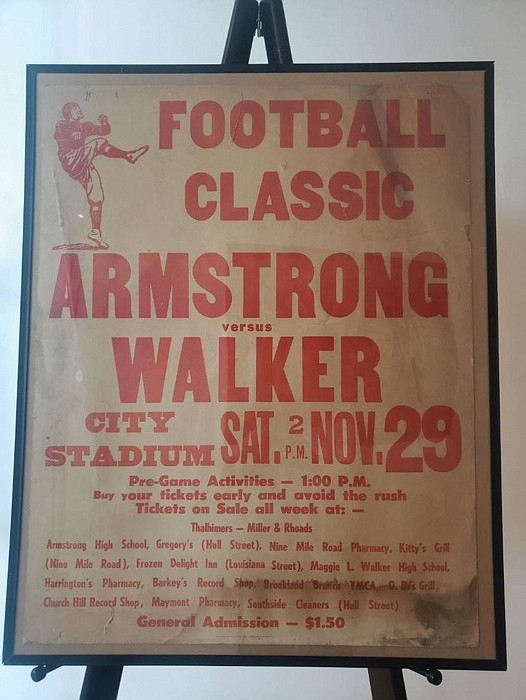 FOOTBALL
CLASSIC
ARMSTRONG
versus
WALKER
CITY STADIUM SAT. 2 P.M. NOV. 29
Pre-Game Activities — 1:00 P.M.
Buy your tickets early and avoid the rush
Tickets on Sale all week at: —
Thalhimers — Miller & Rhoads
Armstrong High School, Gregory's (Hull Street), Nine Mile Road Pharmacy, Kitty's Grill
(Nine Mile Road), Frozen Delight Inn (Louisiana Street), Maggie L. Walker High School,
Harrington's Pharmacy, Barkey's Record Shop, Brookland Branch YMCA, O. D.'s Grill,
Church Hill Record Shop, Maymont Pharmacy, Southside Cleaners (Hull Street)
General Admission — $1.50